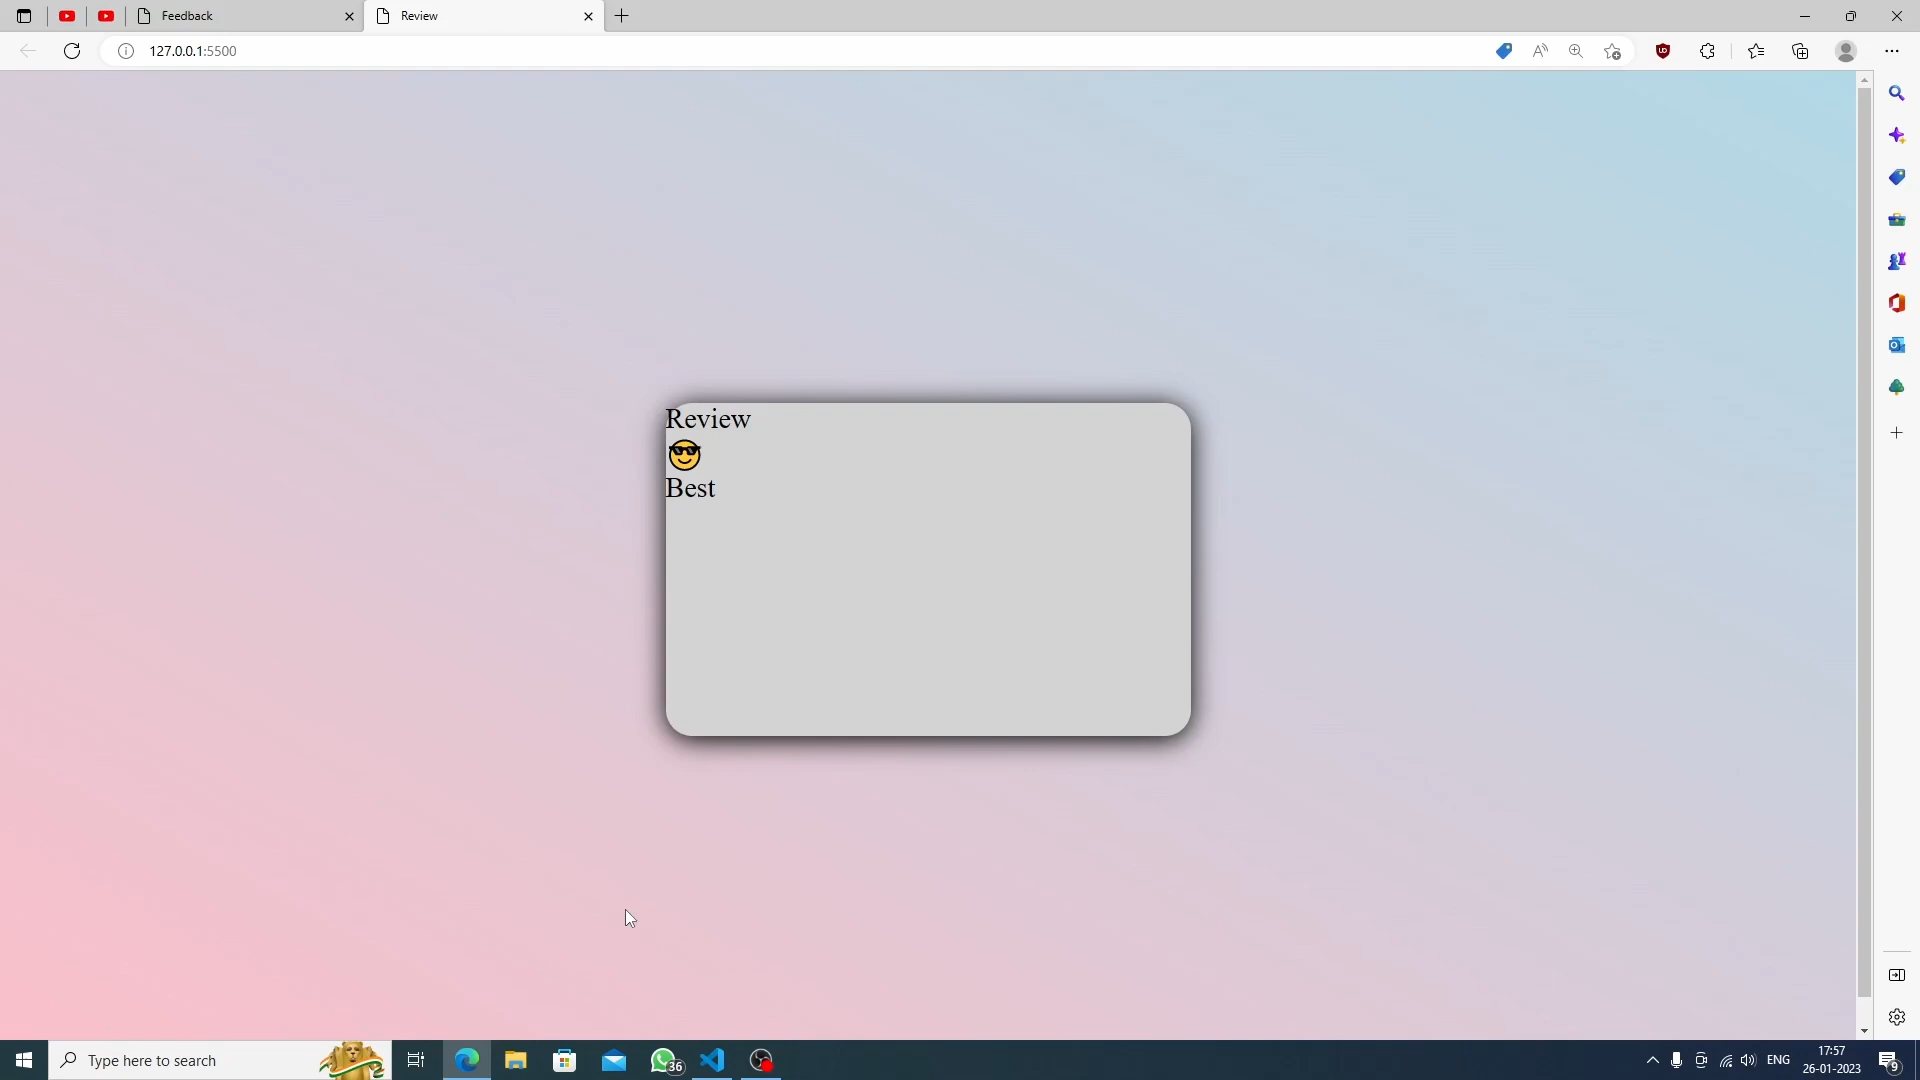 Feedback
Review
127.0.0.1:5500
Review
Best
Type here to search
36
ENG
17:57
26-01-2023
9